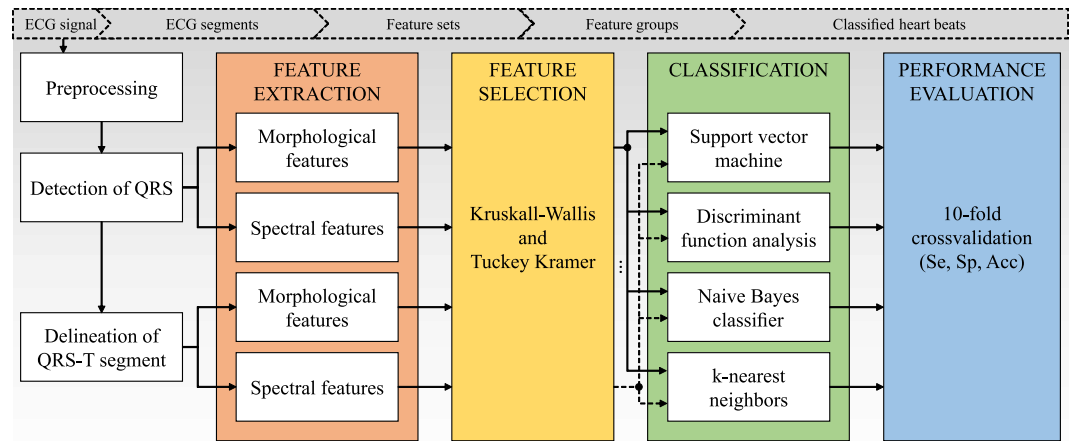 ECG signal
ECG segments
Feature sets
Feature groups
Classified heart beats
Preprocessing
Detection of QRS
Delineation of
QRS-T segment
FEATURE
EXTRACTION
Morphological
features
Spectral features
Morphological
features
Spectral features
FEATURE
SELECTION
Kruskall-Wallis
and
Tuckey Kramer
...
CLASSIFICATION
Support vector
machine
Discriminant
function analysis
Naive Bayes
classifier
k-nearest
neighbors
PERFORMANCE
EVALUATION
10-fold
crossvalidation
(Se, Sp, Acc)